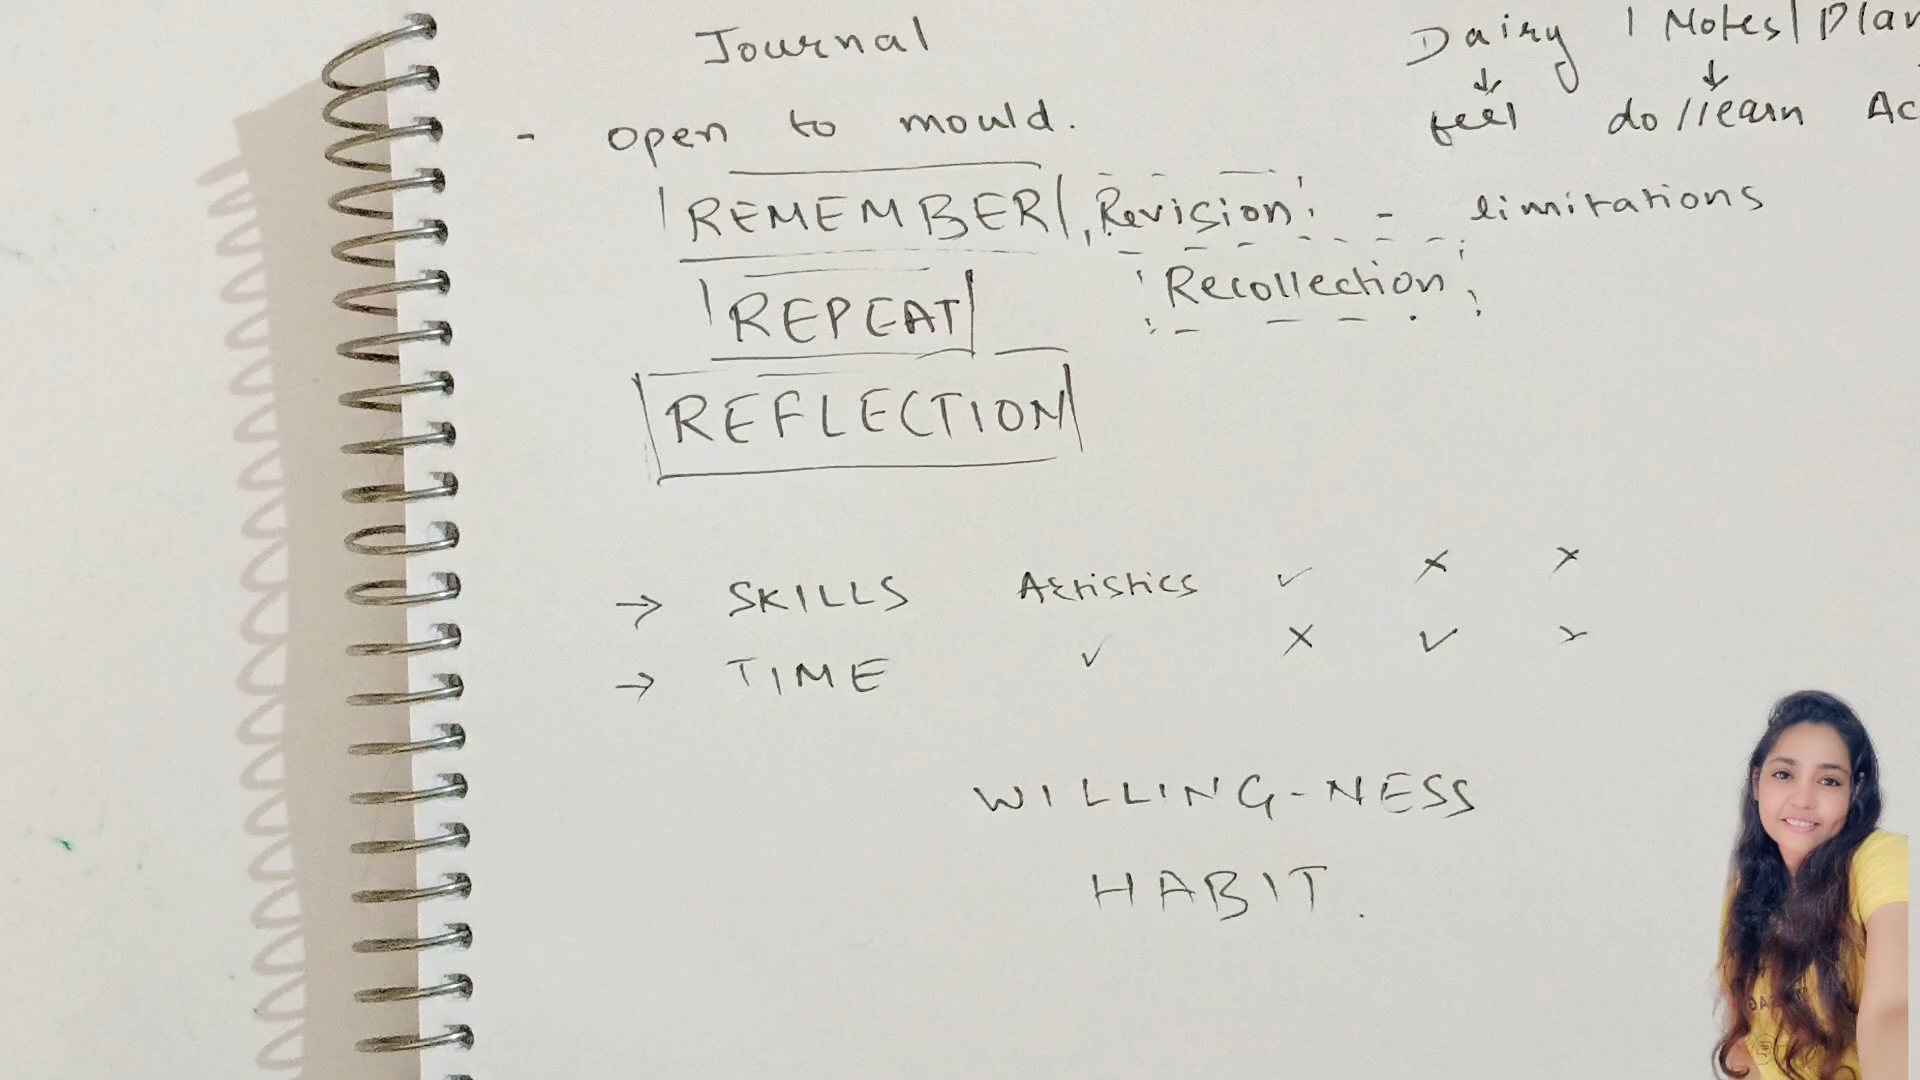 Journal
Dairy | Notes | Plan
feel do/learn Ac
- open to mould.
REMEMBER Revision - limitations
REPEAT Recollection
REFLECTION
→ SKILLS Artistics ✓ × ×
→ TIME ✓ × ✓ ×
WILLING-NESS
HABIT.